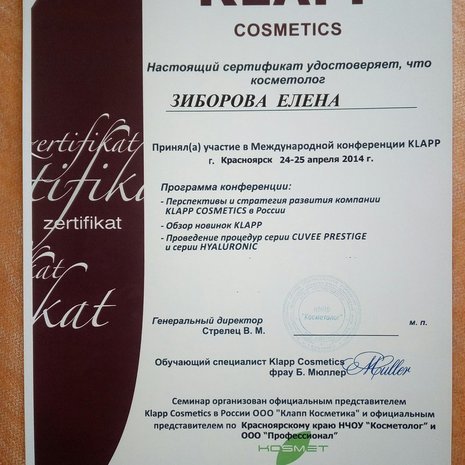 KLAPP
COSMETICS
Настоящий сертификат удостоверяет, что
косметолог
ЗИБОРОВА ЕЛЕНА
Принял(а) участие в Международной конференции KLAPP
г. Красноярск 24-25 апреля 2014 г.
Программа конференции:
- Перспективы и стратегия развития компании
KLAPP COSMETICS в России
- Обзор новинок KLAPP
- Проведение процедур серии CUVEE PRESTIGE
и серии HYALURONIC
zertifikat
tifika
zertifikat
zertifikat
kat
"Косметолог"
Генеральный директор
Стрелец В. М.
м. п.
Обучающий специалист Klapp Cosmetics
фрау Б. Мюллер
Müller
Семинар организован официальным представителем
Klapp Cosmetics в России ООО "Клапп Косметика" и официальным
представителем по Красноярскому краю НЧОУ "Косметолог" и
ООО "Профессионал"
KOSMET